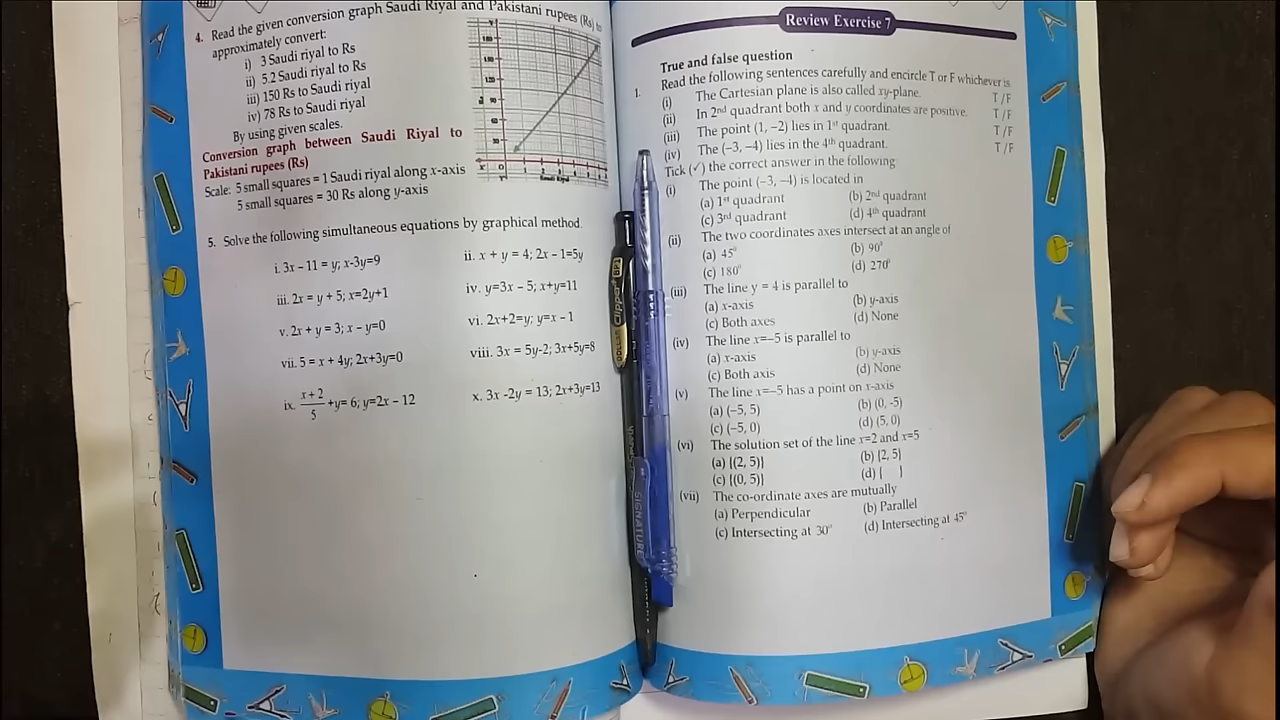 4. Read the given conversion graph Saudi Riyal and Pakistani rupees (Rs) to
approximately convert:
i) 3 Saudi riyal to Rs
ii) 5.2 Saudi riyal to Rs
iii) 150 Rs to Saudi riyal
iv) 78 Rs to Saudi riyal
By using given scales.
Conversion graph between Saudi Riyal to
Pakistani rupees (Rs)
Scale: 5 small squares = 1 Saudi riyal along x-axis
5 small squares = 30 Rs along y-axis
Saudi Riyal
5. Solve the following simultaneous equations by graphical method.
i. 3x - 11 = y; x-3y=9 ii. x + y = 4; 2x - 1=5y
iii. 2x = y + 5; x=2y+1 iv. y=3x - 5; x+y=11
v. 2x + y = 3; x - y=0 vi. 2x+2=y; y=x - 1
vii. 5 = x + 4y; 2x+3y=0 viii. 3x = 5y-2; 3x+5y=8
ix. x + 2/5 +y= 6; y=2x - 12 x. 3x -2y = 13; 2x+3y=13
DOLLAR Clipper
SIGNATURE
Review Exercise 7
True and false question
1. Read the following sentences carefully and encircle T or F whichever is
(i) The Cartesian plane is also called xy-plane. T/F
(ii) In 2nd quadrant both x and y coordinates are positive. T/F
(iii) The point (1, −2) lies in 1st quadrant. T/F
(iv) The (−3, −4) lies in the 4th quadrant. T/F
Tick (✓) the correct answer in the following
(i) The point (−3, −4) is located in
(a) 1st quadrant (b) 2nd quadrant
(c) 3rd quadrant (d) 4th quadrant
(ii) The two coordinates axes intersect at an angle of
(a) 45° (b) 90°
(c) 180° (d) 270°
(iii) The line y = 4 is parallel to
(a) x-axis (b) y-axis
(c) Both axes (d) None
(iv) The line x=−5 is parallel to
(a) x-axis (b) y-axis
(c) Both axis (d) None
(v) The line x=−5 has a point on x-axis
(a) (−5, 5) (b) (0, -5)
(c) (−5, 0) (d) (5, 0)
(vi) The solution set of the line x=2 and x=5
(a) {(2, 5)} (b) {2, 5}
(c) {(0, 5)} (d) { }
(vii) The co-ordinate axes are mutually
(a) Perpendicular (b) Parallel
(c) Intersecting at 30° (d) Intersecting at 45°